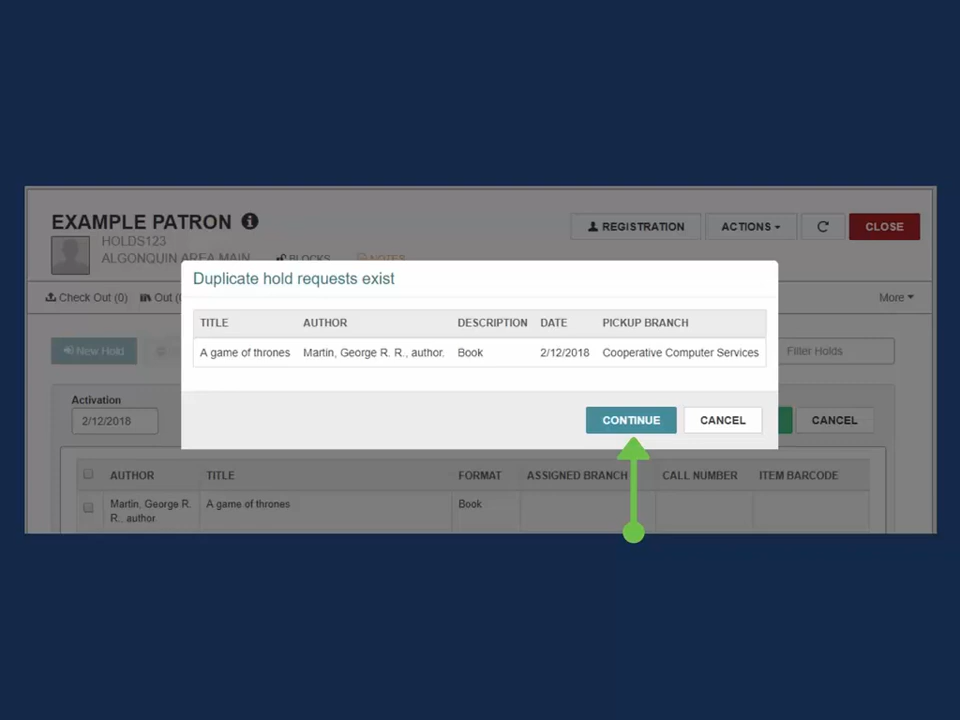 EXAMPLE PATRON
REGISTRATION
ACTIONS
CLOSE
HOLDS123
ALGONQUIN AREA MAIN
BLOCKS
NOTES
Duplicate hold requests exist
Check Out (0)
Out
More
TITLE AUTHOR DESCRIPTION DATE PICKUP BRANCH
A game of thrones Martin, George R. R., author. Book 2/12/2018 Cooperative Computer Services
New Hold
Filter Holds
Activation
2/12/2018
CONTINUE CANCEL
CANCEL
AUTHOR TITLE FORMAT ASSIGNED BRANCH CALL NUMBER ITEM BARCODE
Martin, George R. A game of thrones Book
R., author.